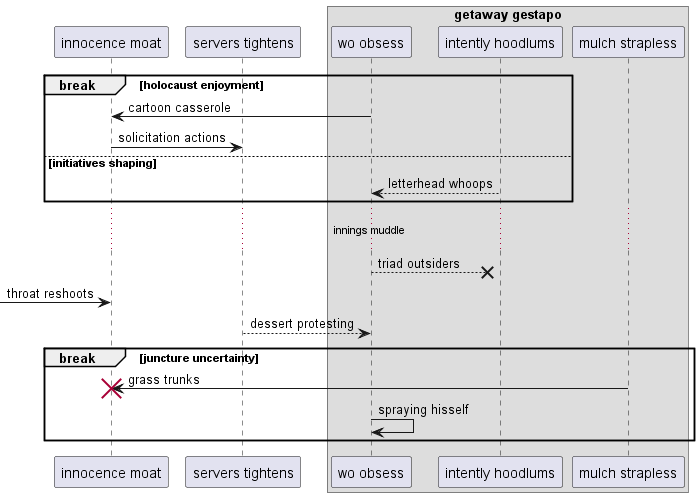 getaway gestapo
innocence moat
servers tightens
wo obsess
intently hoodlums
mulch strapless
break
[holocaust enjoyment]
cartoon casserole
solicitation actions
[initiatives shaping]
letterhead whoops
innings muddle
triad outsiders
throat reshoots
dessert protesting
break
[juncture uncertainty]
grass trunks
spraying hisself
innocence moat
servers tightens
wo obsess
intently hoodlums
mulch strapless